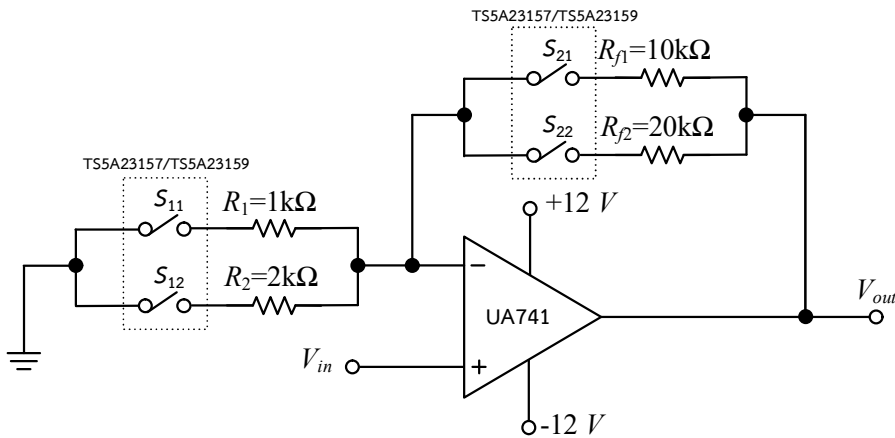 TS5A23157/TS5A23159
S21
Rf1=10kΩ
S22
Rf2=20kΩ
TS5A23157/TS5A23159
S11
R1=1kΩ
S12
R2=2kΩ
+12 V
−
UA741
+
Vin
Vout
-12 V